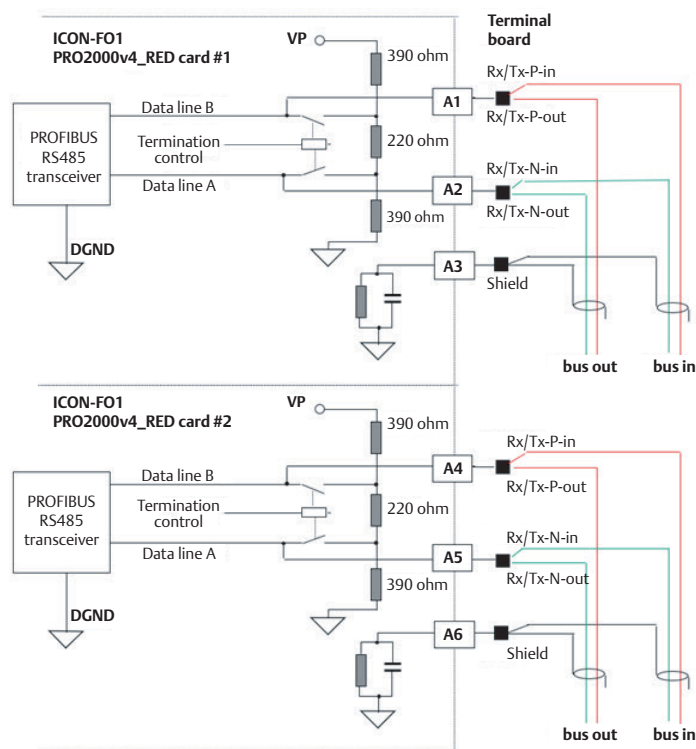 ICON-FO1
PRO2000v4_RED card #1
VP
390 ohm
Terminal
board
Rx/Tx-P-in
A1
Rx/Tx-P-out
Data line B
PROFIBUS
RS485
transceiver
Termination
control
220 ohm
Rx/Tx-N-in
Data line A
A2
Rx/Tx-N-out
390 ohm
DGND
A3
Shield
bus out
bus in
ICON-FO1
PRO2000v4_RED card #2
VP
390 ohm
Rx/Tx-P-in
A4
Rx/Tx-P-out
Data line B
PROFIBUS
RS485
transceiver
Termination
control
220 ohm
Rx/Tx-N-in
Data line A
A5
Rx/Tx-N-out
390 ohm
DGND
A6
Shield
bus out
bus in